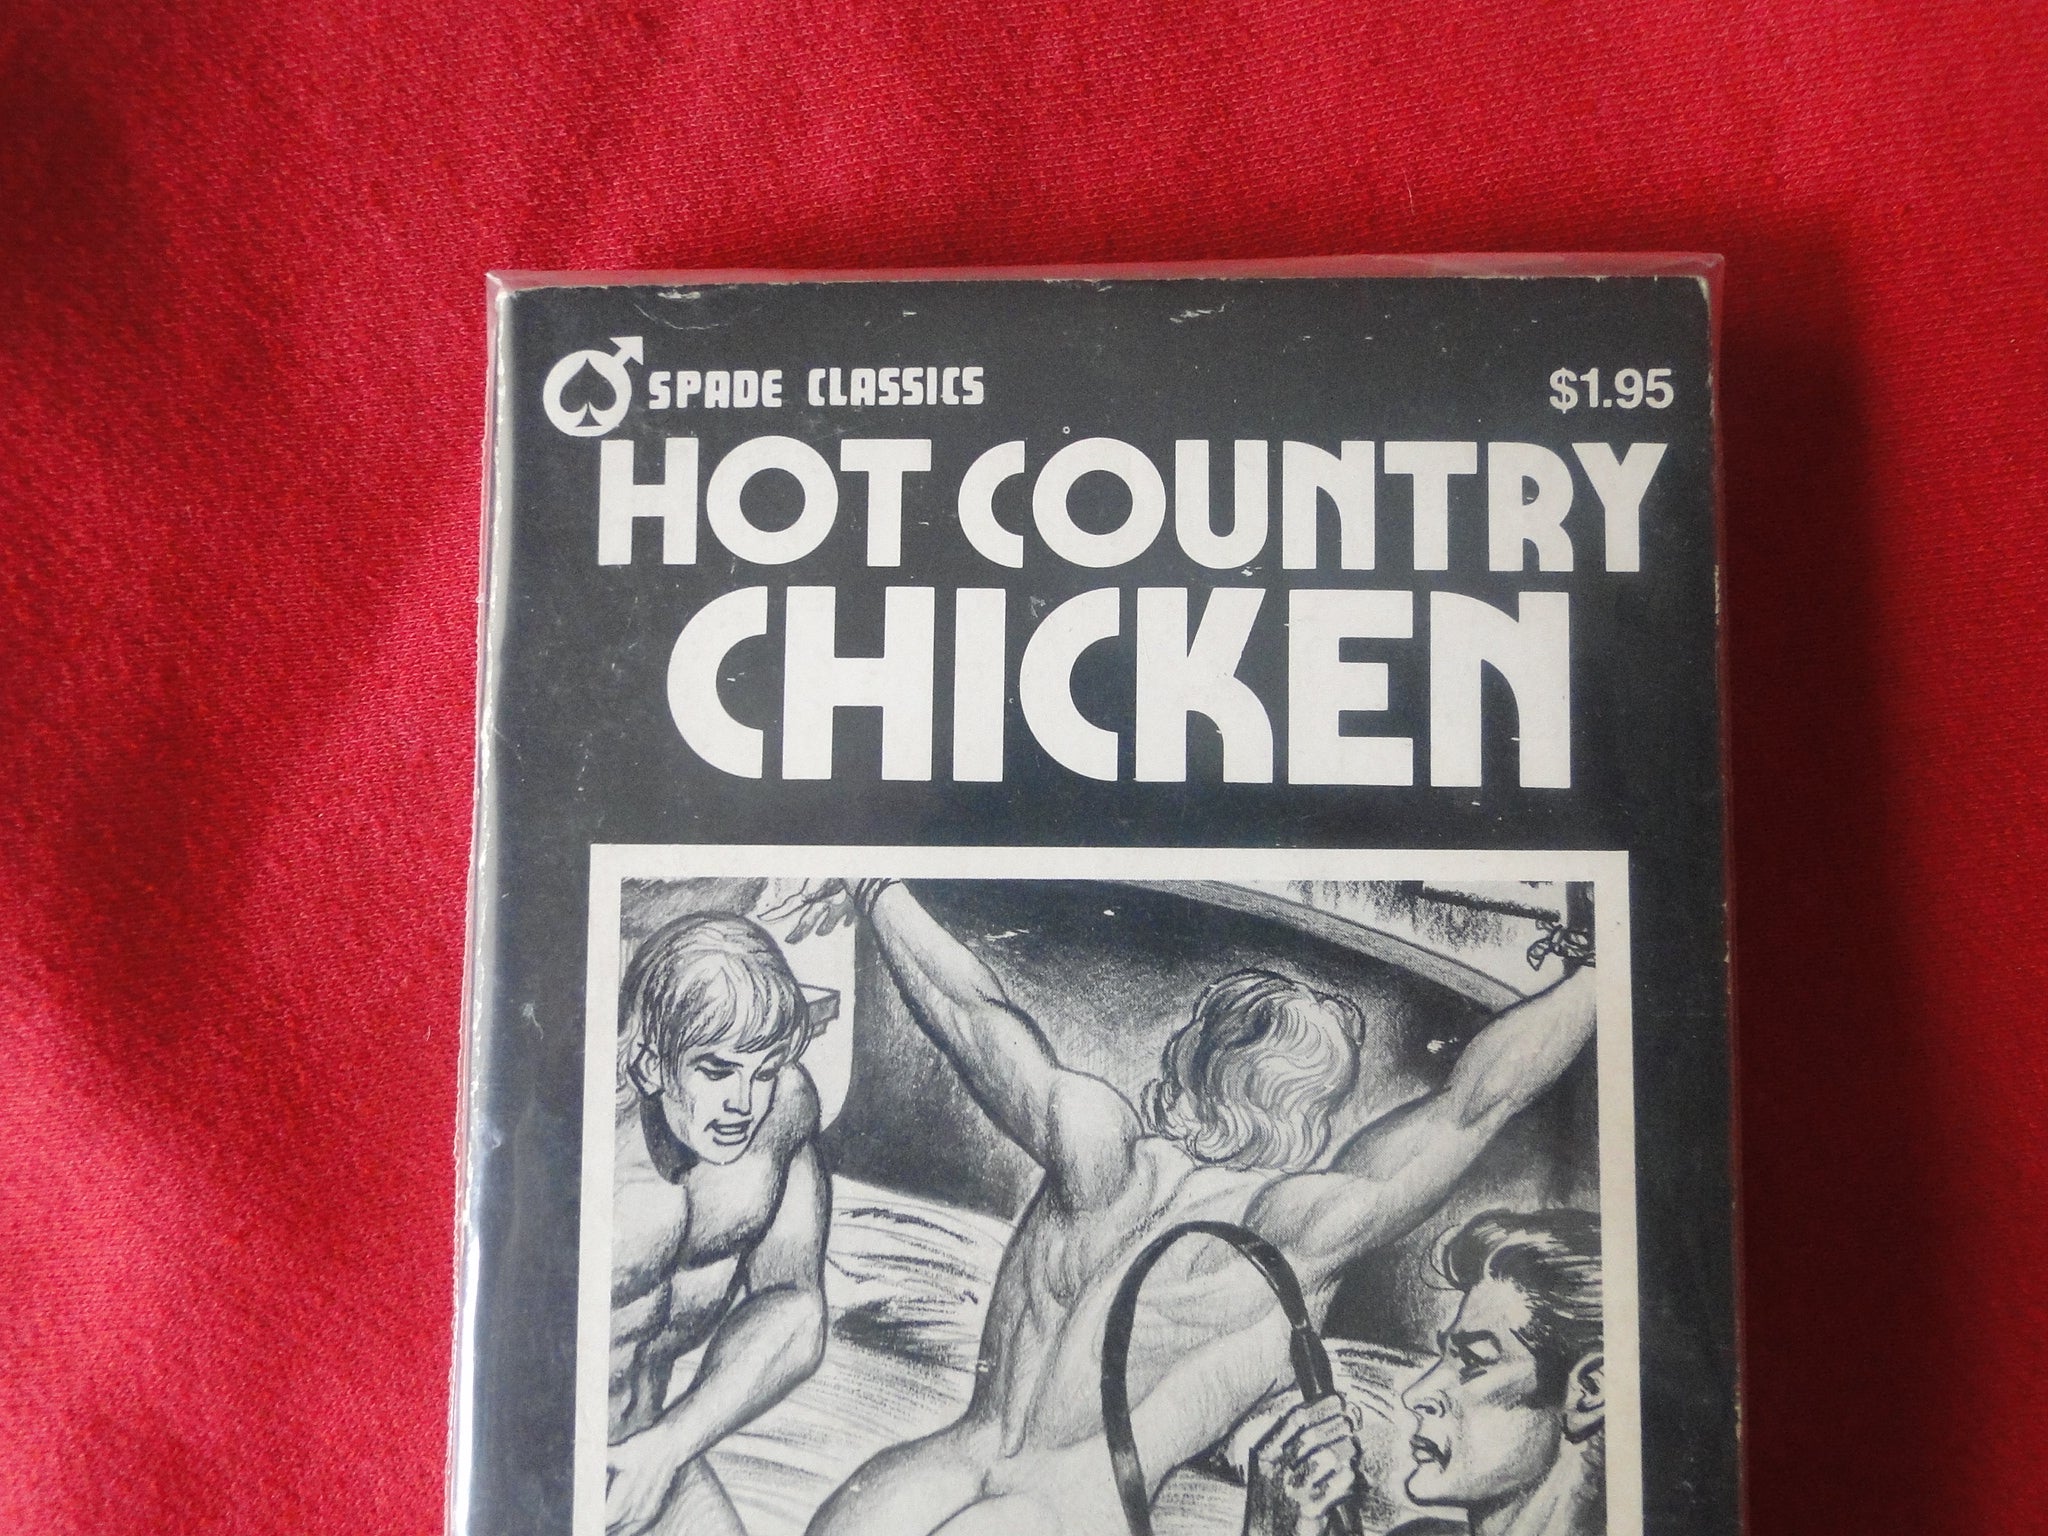 SPADE CLASSICS
$1.95
HOT COUNTRY
CHICKEN